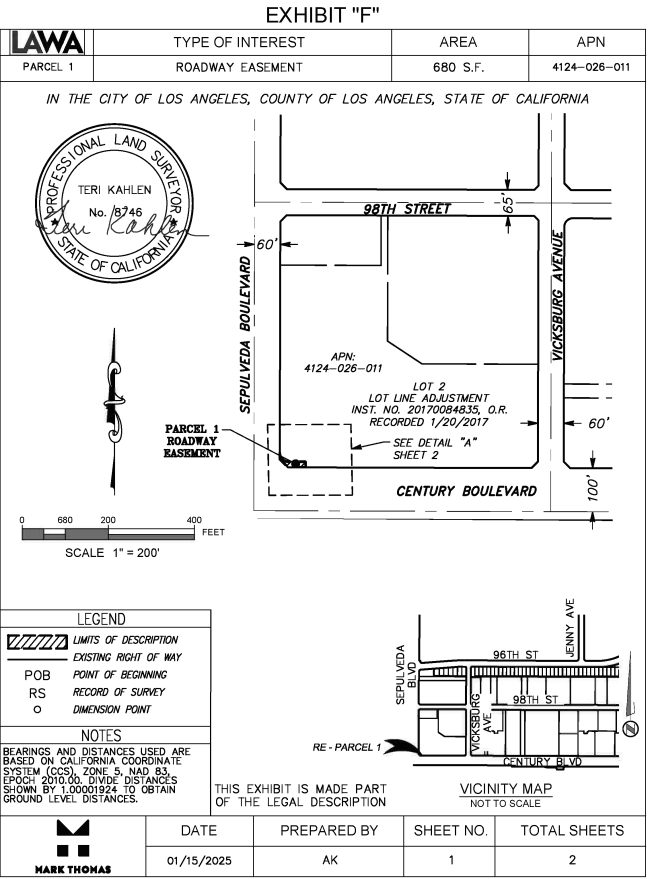 EXHIBIT "F"
LAWA
TYPE OF INTEREST
AREA
APN
PARCEL 1
ROADWAY EASEMENT
680 S.F.
4124-026-011
IN THE CITY OF LOS ANGELES, COUNTY OF LOS ANGELES, STATE OF CALIFORNIA
PROFESSIONAL LAND SURVEYOR
TERI KAHLEN
No. 8746
Teri Kahlen
STATE OF CALIFORNIA
98TH STREET
65'
60'
SEPULVEDA BOULEVARD
VICKSBURG AVENUE
APN:
4124-026-011
LOT 2
LOT LINE ADJUSTMENT
INST. NO. 20170084835, O.R.
RECORDED 1/20/2017
60'
PARCEL 1
ROADWAY
EASEMENT
SEE DETAIL "A"
SHEET 2
CENTURY BOULEVARD
100'
0 680 200 400
FEET
SCALE 1" = 200'
LEGEND
LIMITS OF DESCRIPTION
EXISTING RIGHT OF WAY
POB POINT OF BEGINNING
RS RECORD OF SURVEY
DIMENSION POINT
NOTES
BEARINGS AND DISTANCES USED ARE
BASED ON CALIFORNIA COORDINATE
SYSTEM (CCS), ZONE 5, NAD 83,
EPOCH 2010.00. DIVIDE DISTANCES
SHOWN BY 1.00001924 TO OBTAIN
GROUND LEVEL DISTANCES.
SEPULVEDA
BLVD
96TH ST
JENNY AVE
98TH ST
VICKSBURG
AVE
RE - PARCEL 1
CENTURY BLVD
THIS EXHIBIT IS MADE PART
OF THE LEGAL DESCRIPTION
VICINITY MAP
NOT TO SCALE
MARK THOMAS
DATE
PREPARED BY
SHEET NO.
TOTAL SHEETS
01/15/2025
AK
1
2